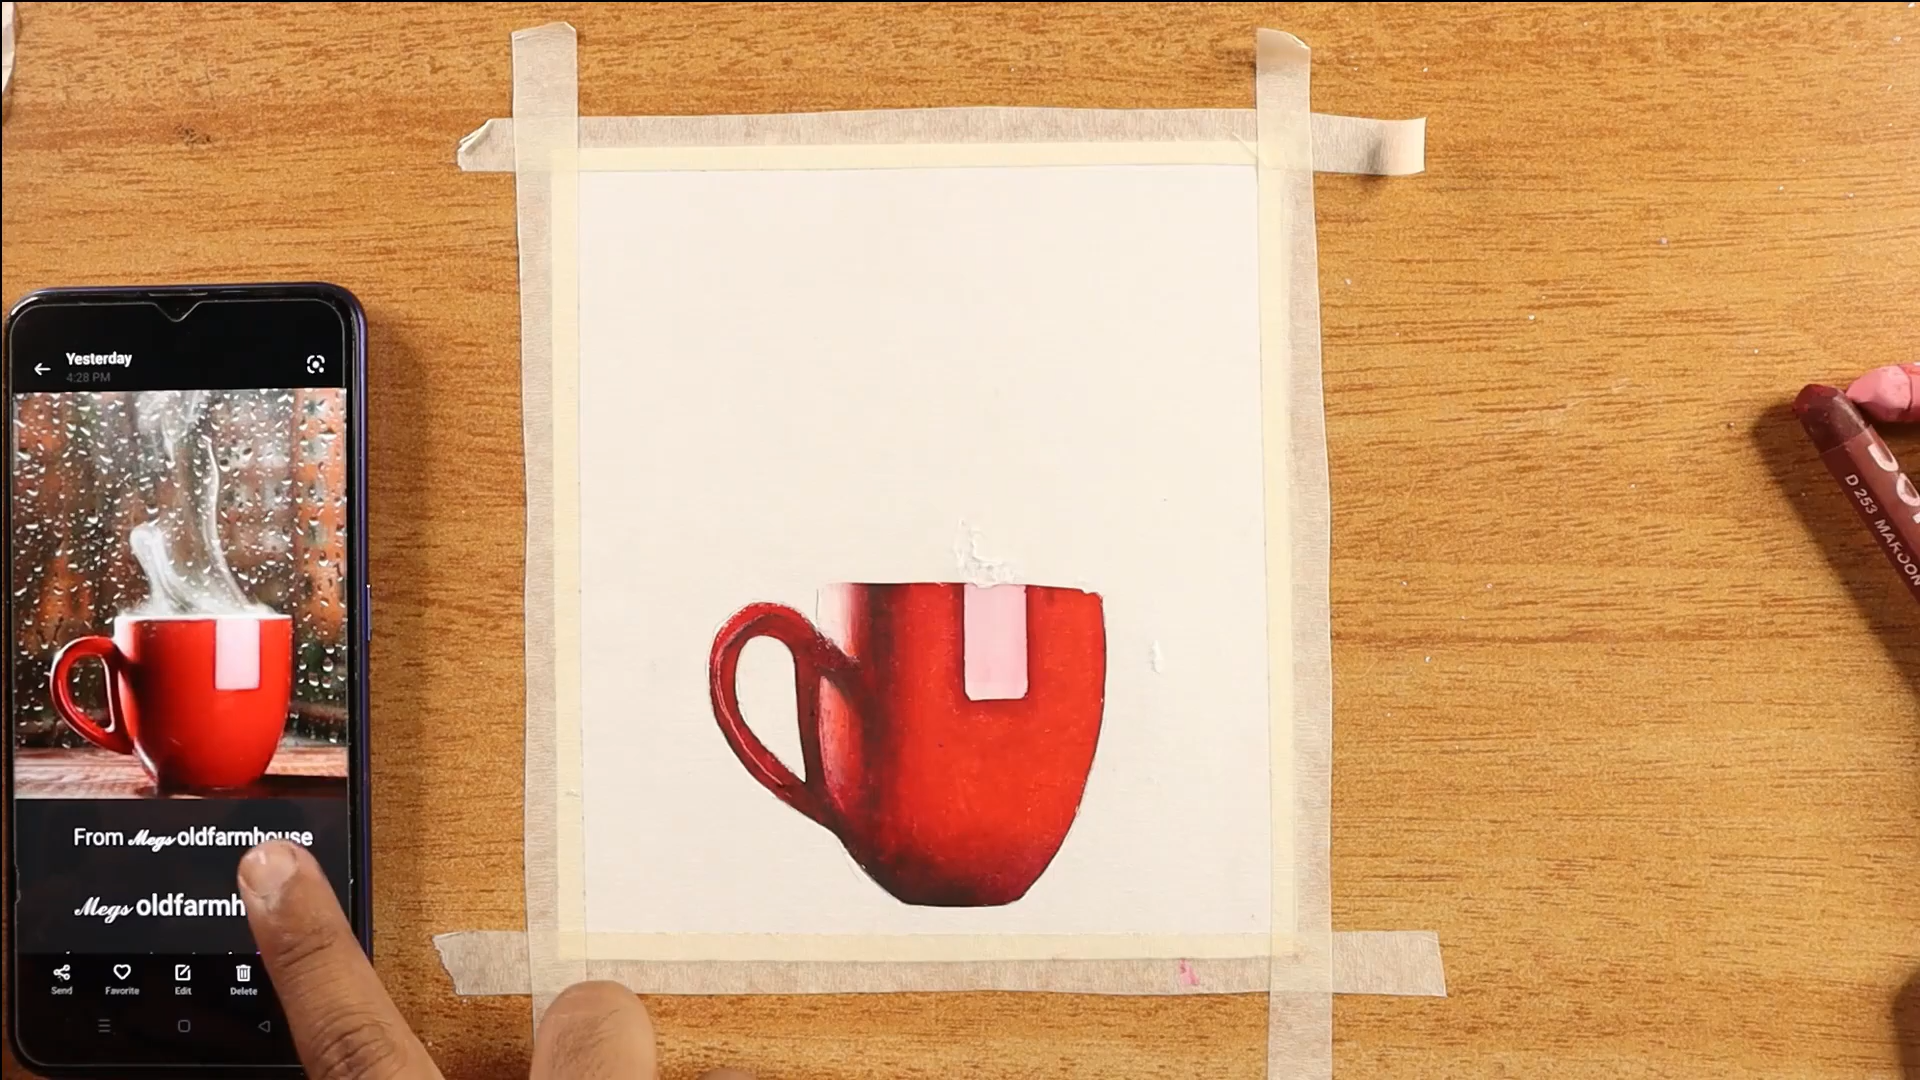 Yesterday
4:28 PM
From Megs oldfarmhouse
Megs oldfarmh
Send
Favorite
Edit
Delete
D 253 MAROON